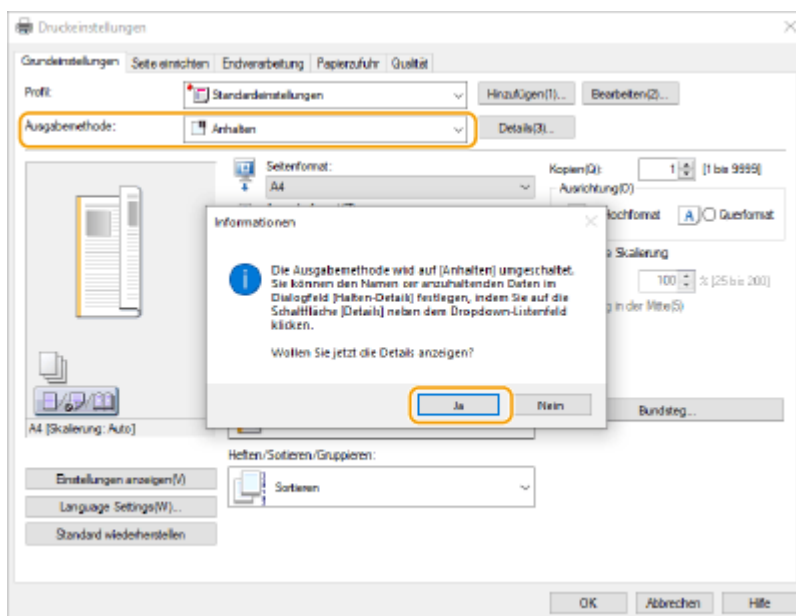 Druckeinstellungen
Grundeinstellungen Seite einrichten Endverarbeitung Papierzufuhr Qualität
Profil: Standardeinstellungen Hinzufügen(1)... Bearbeiten(2)...
Ausgabemethode: Anhalten Details(3)...
Seitenformat:
A4
Kopien(Q): 1 [1 bis 9999]
Ausrichtung(O)
Hochformat A Querformat
Skalierung
100 % [25 bis 200]
in der Mitte(S)
Informationen
Die Ausgabemethode wird auf [Anhalten] umgeschaltet.
Sie können den Namen der anzuhaltenden Daten im
Dialogfeld [Halten-Details] festlegen, indem Sie auf die
Schaltfläche [Details] neben dem Dropdown-Listenfeld
klicken.
Wollen Sie jetzt die Details anzeigen?
Ja Nein
Bundsteg...
A4 [Skalierung: Auto]
Heften/Sortieren/Gruppieren:
Sortieren
Einstellungen anzeigen(V)
Language Settings(W)...
Standard wiederherstellen
OK Abbrechen Hilfe